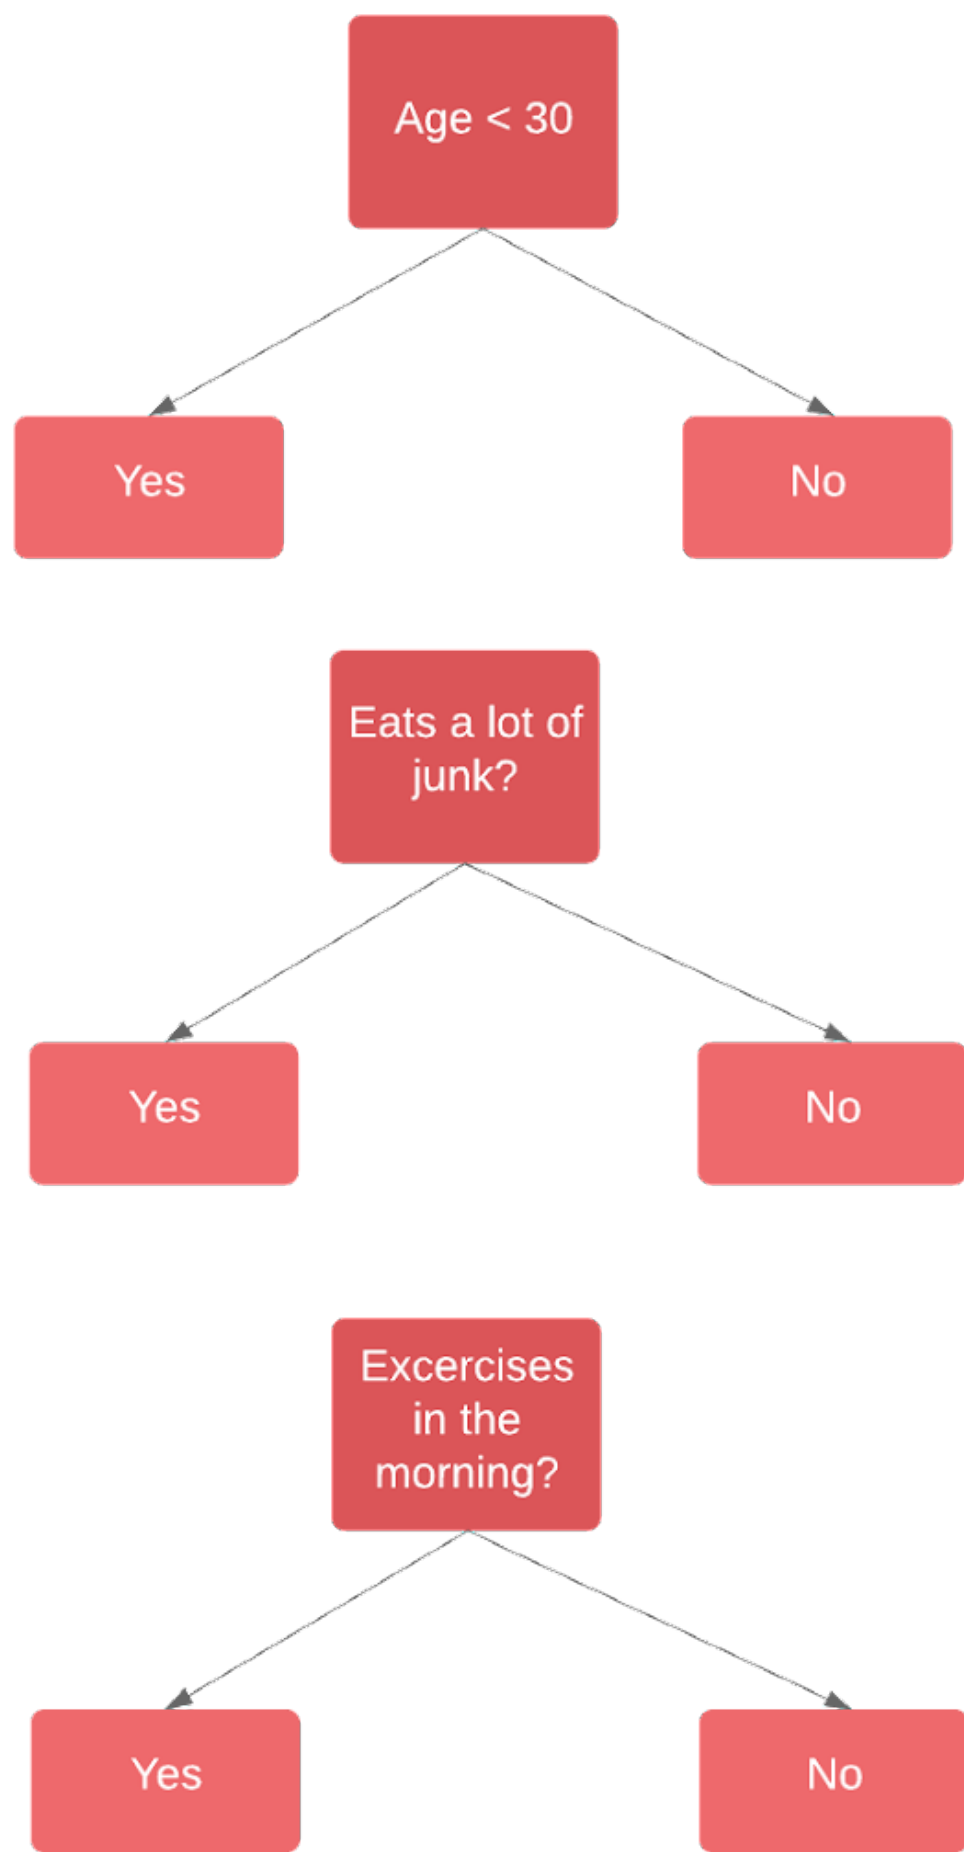 Age < 30
Yes
No
Eats a lot of
junk?
Yes
No
Excercises
in the
morning?
Yes
No